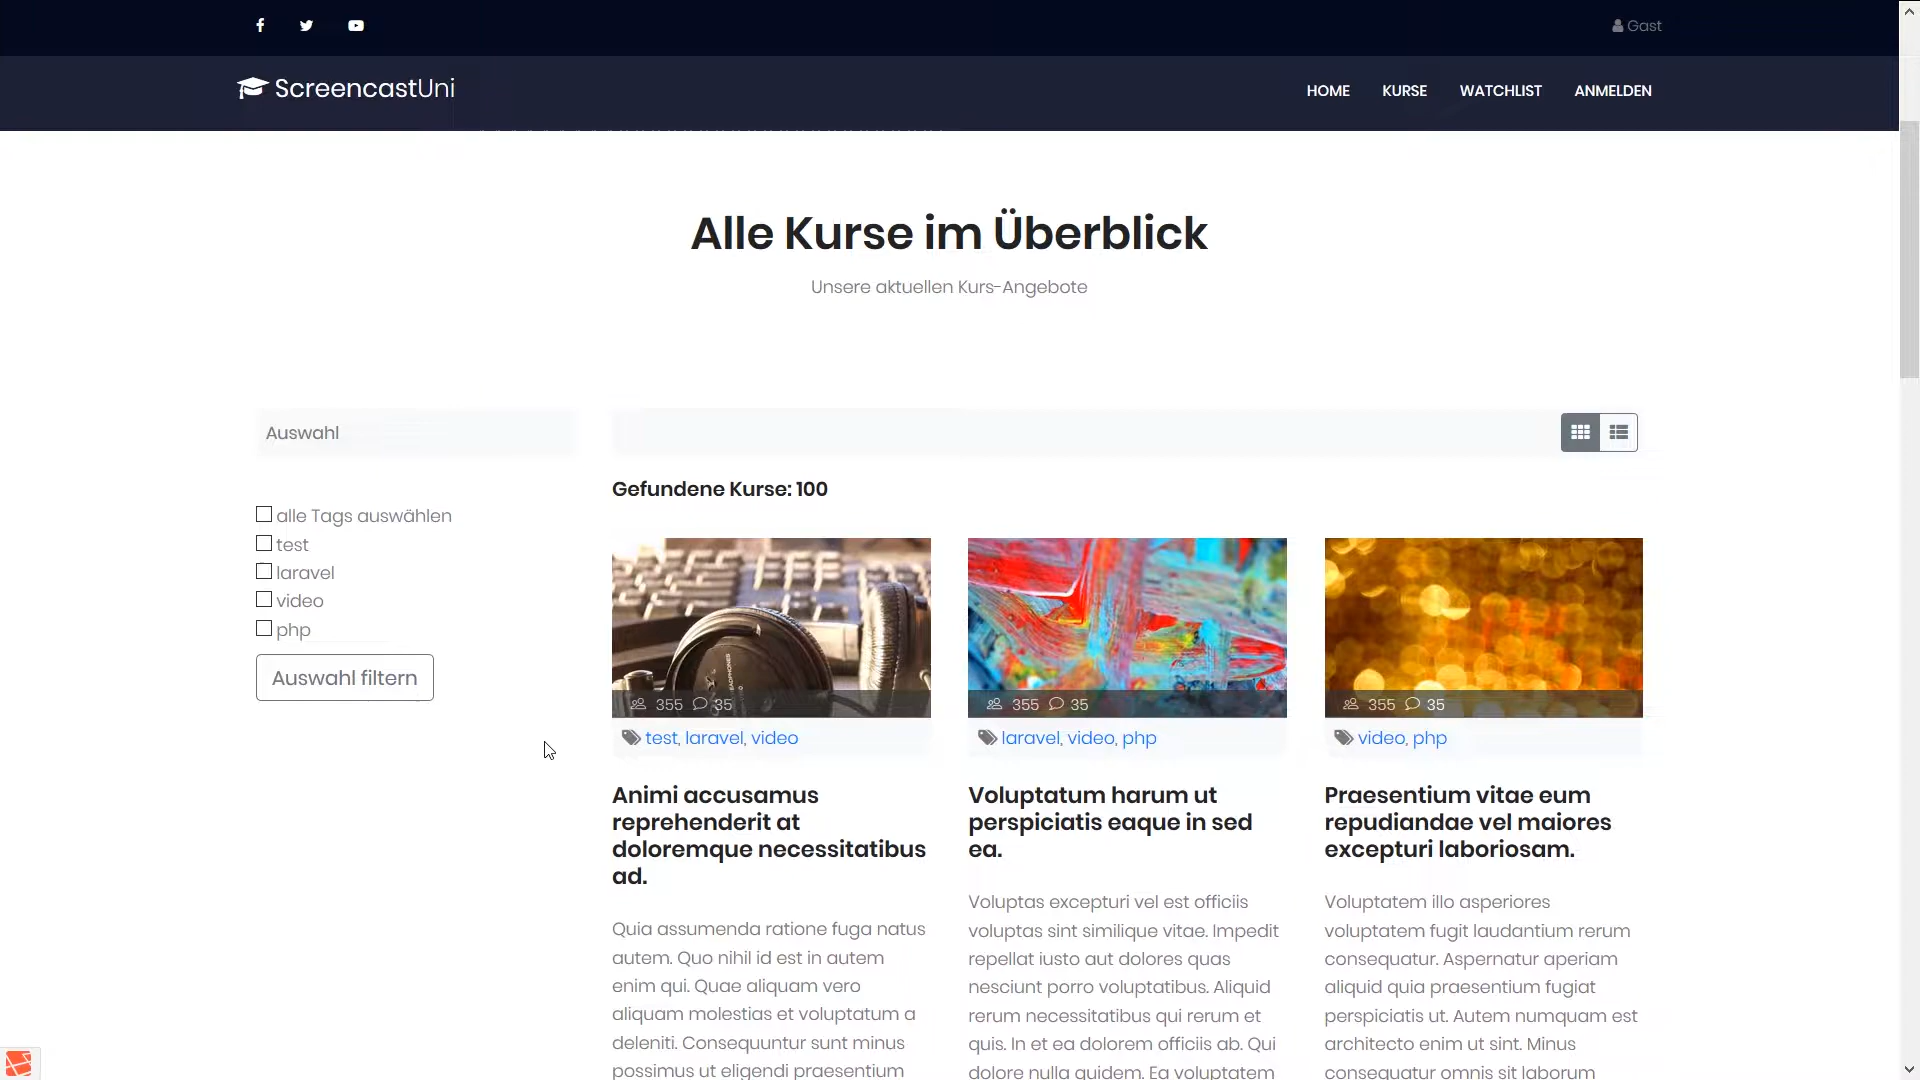 Gast
ScreencastUni
HOME KURSE WATCHLIST ANMELDEN
Alle Kurse im Überblick
Unsere aktuellen Kurs-Angebote
Auswahl
alle Tags auswählen
test
laravel
video
php
Auswahl filtern
Gefundene Kurse: 100
355 35
test, laravel, video
Animi accusamus
reprehenderit at
doloremque necessitatibus
ad.
Quia assumenda ratione fuga natus
autem. Quo nihil id est in autem
enim qui. Quae aliquam vero
aliquam molestias et voluptatum a
deleniti. Consequuntur sunt minus
possimus ut eligendi praesentium
355 35
laravel, video, php
Voluptatum harum ut
perspiciatis eaque in sed
ea.
Voluptas excepturi vel est officiis
voluptas sint similique vitae. Impedit
repellat iusto aut dolores quas
nesciunt porro voluptatibus. Aliquid
rerum necessitatibus qui rerum et
quis. In et ea dolorem officiis ab. Qui
dolore nulla quidem. Ea voluptatem
355 35
video, php
Praesentium vitae eum
repudiandae vel maiores
excepturi laboriosam.
Voluptatem illo asperiores
voluptatem fugit laudantium rerum
consequatur. Aspernatur aperiam
aliquid quia praesentium fugiat
perspiciatis ut. Autem numquam est
architecto enim ut sint. Minus
consequatur omnis sit laborum